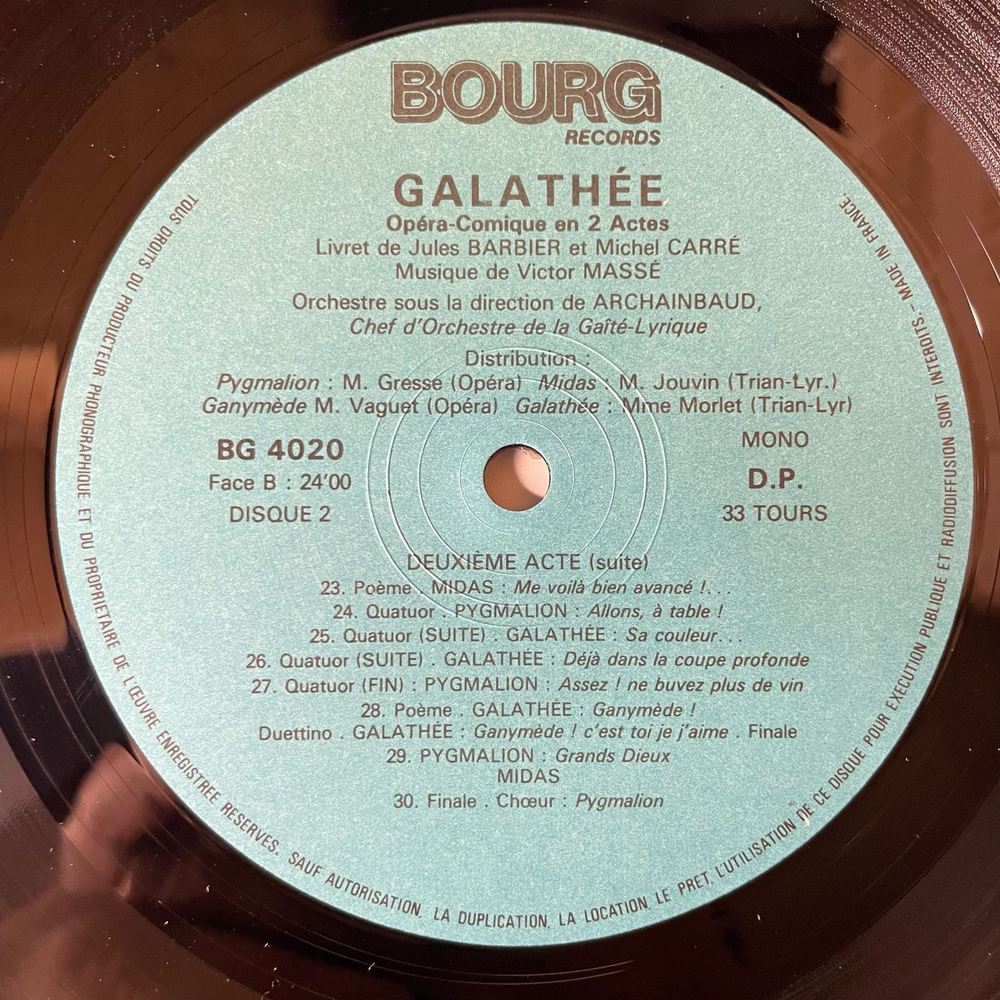 BOURG
RECORDS
GALATHÉE
Opéra-Comique en 2 Actes
Livret de Jules BARBIER et Michel CARRÉ
Musique de Victor MASSÉ
Orchestre sous la direction de ARCHAINBAUD,
Chef d'Orchestre de la Gaîté-Lyrique
Distribution :
Pygmalion : M. Gresse (Opéra) Midas : M. Jouvin (Trian-Lyr.)
Ganymède M. Vaguet (Opéra) Galathée : Mme Morlet (Trian-Lyr)
BG 4020
Face B : 24'00
DISQUE 2
MONO
D.P.
33 TOURS
DEUXIÈME ACTE (suite)
23. Poème . MIDAS : Me voilà bien avancé !. . .
24. Quatuor . PYGMALION : Allons, à table !
25. Quatuor (SUITE) . GALATHÉE : Sa couleur. . .
26. Quatuor (SUITE) . GALATHÉE : Déjà dans la coupe profonde
27. Quatuor (FIN) : PYGMALION : Assez ! ne buvez plus de vin
28. Poème . GALATHÉE : Ganymède !
Duettino . GALATHÉE : Ganymède ! c'est toi je j'aime . Finale
29. PYGMALION : Grands Dieux
MIDAS
30. Finale . Chœur : Pygmalion
TOUS DROITS DU PRODUCTEUR PHONOGRAPHIQUE ET DU PROPRIETAIRE DE L'ŒUVRE ENREGISTREE RESERVES. SAUF AUTORISATION, LA DUPLICATION, LA LOCATION, LE PRET, L'UTILISATION DE CE DISQUE POUR EXECUTION PUBLIQUE ET RADIODIFFUSION SONT INTERDITS. – MADE IN FRANCE.